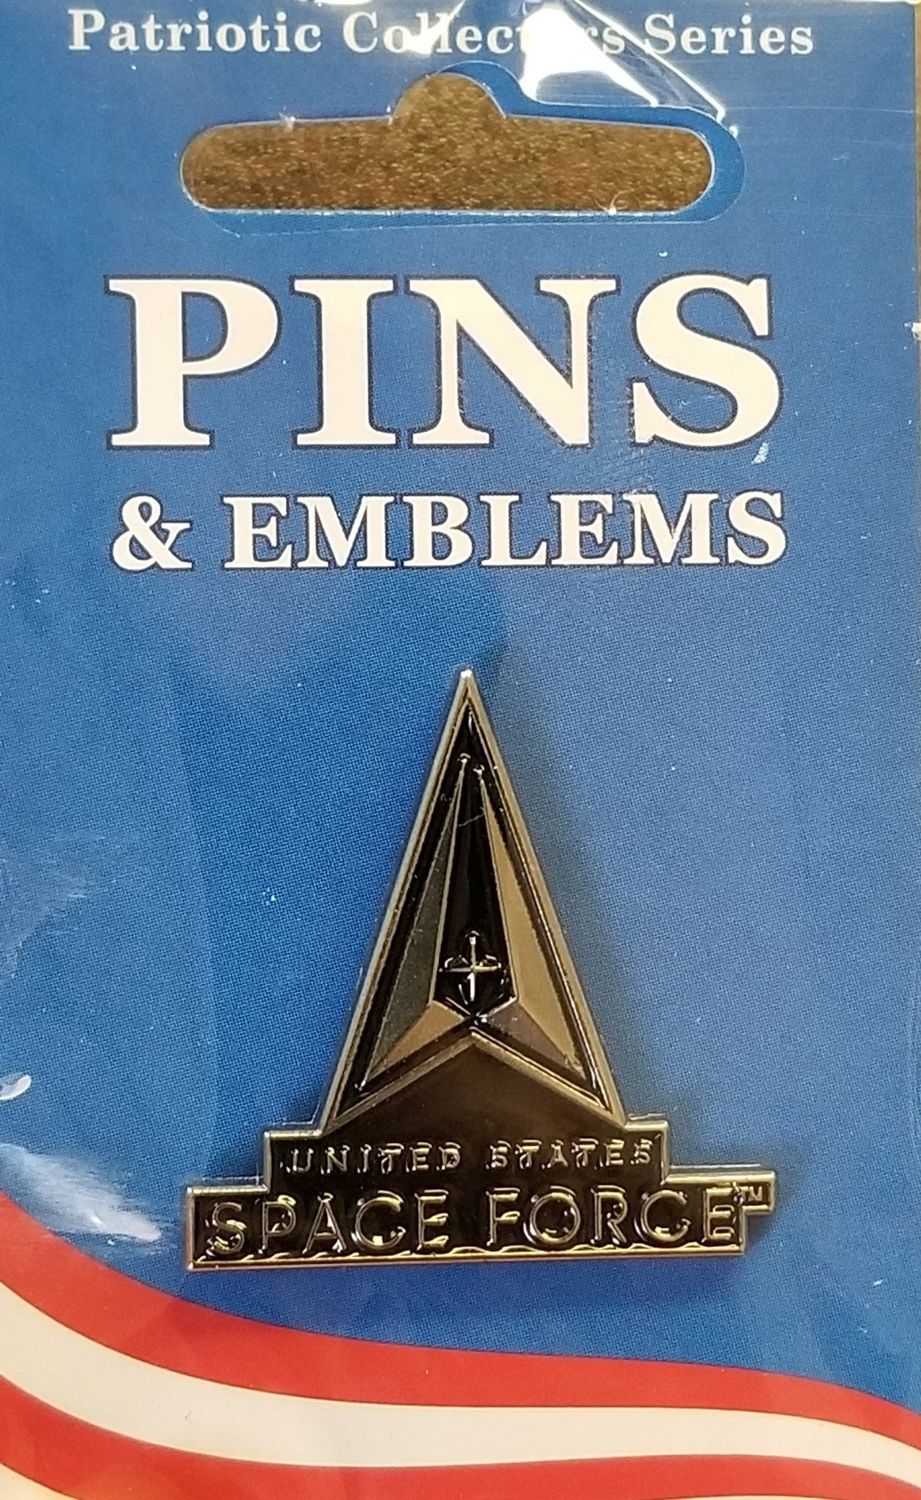 Patriotic Collectors Series
PINS
& EMBLEMS
UNITED STATES
SPACE FORCE™